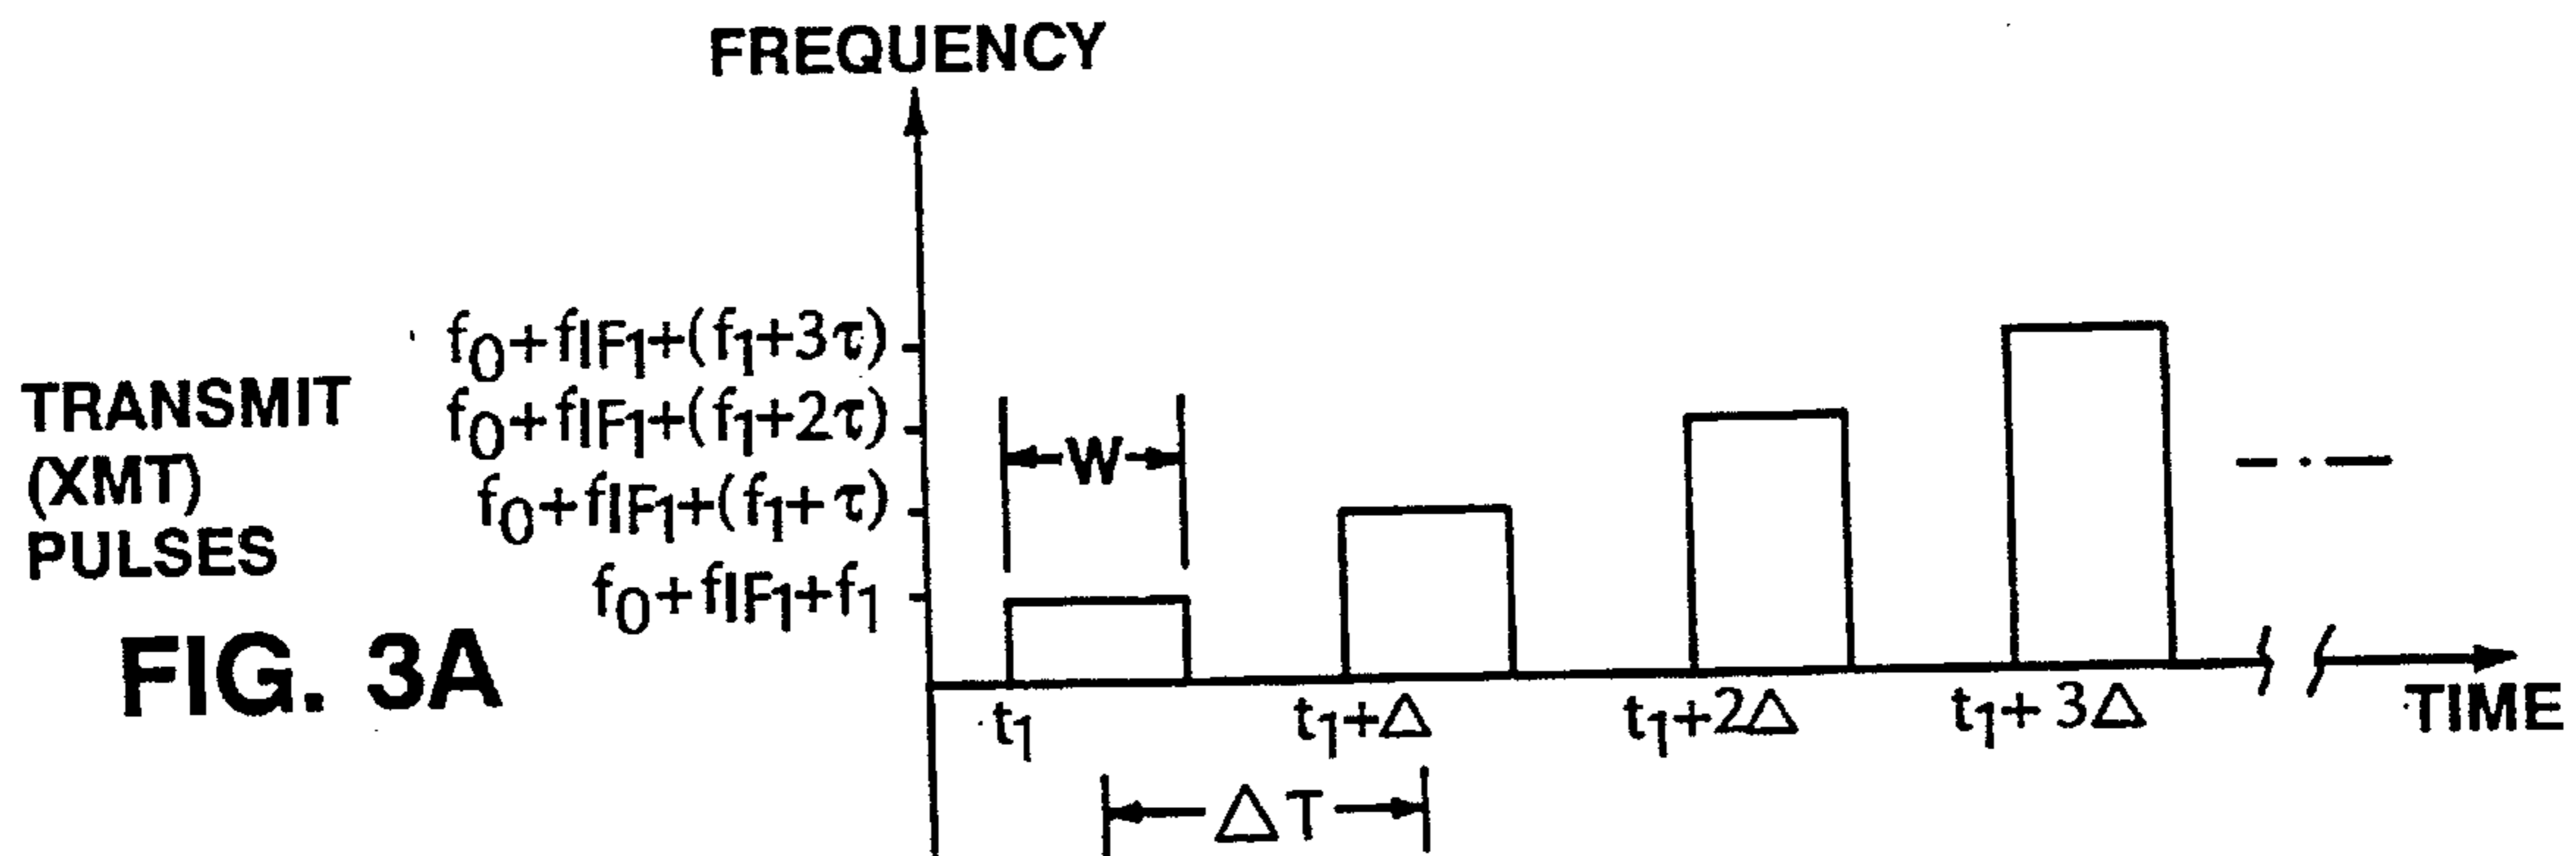 FREQUENCY
f0+fIF1+(f1+3τ)
f0+fIF1+(f1+2τ)
f0+fIF1+(f1+τ)
f0+fIF1+f1
TRANSMIT
(XMT)
PULSES
FIG. 3A
W
t1
t1+Δ
t1+2Δ
t1+3Δ
TIME
ΔT